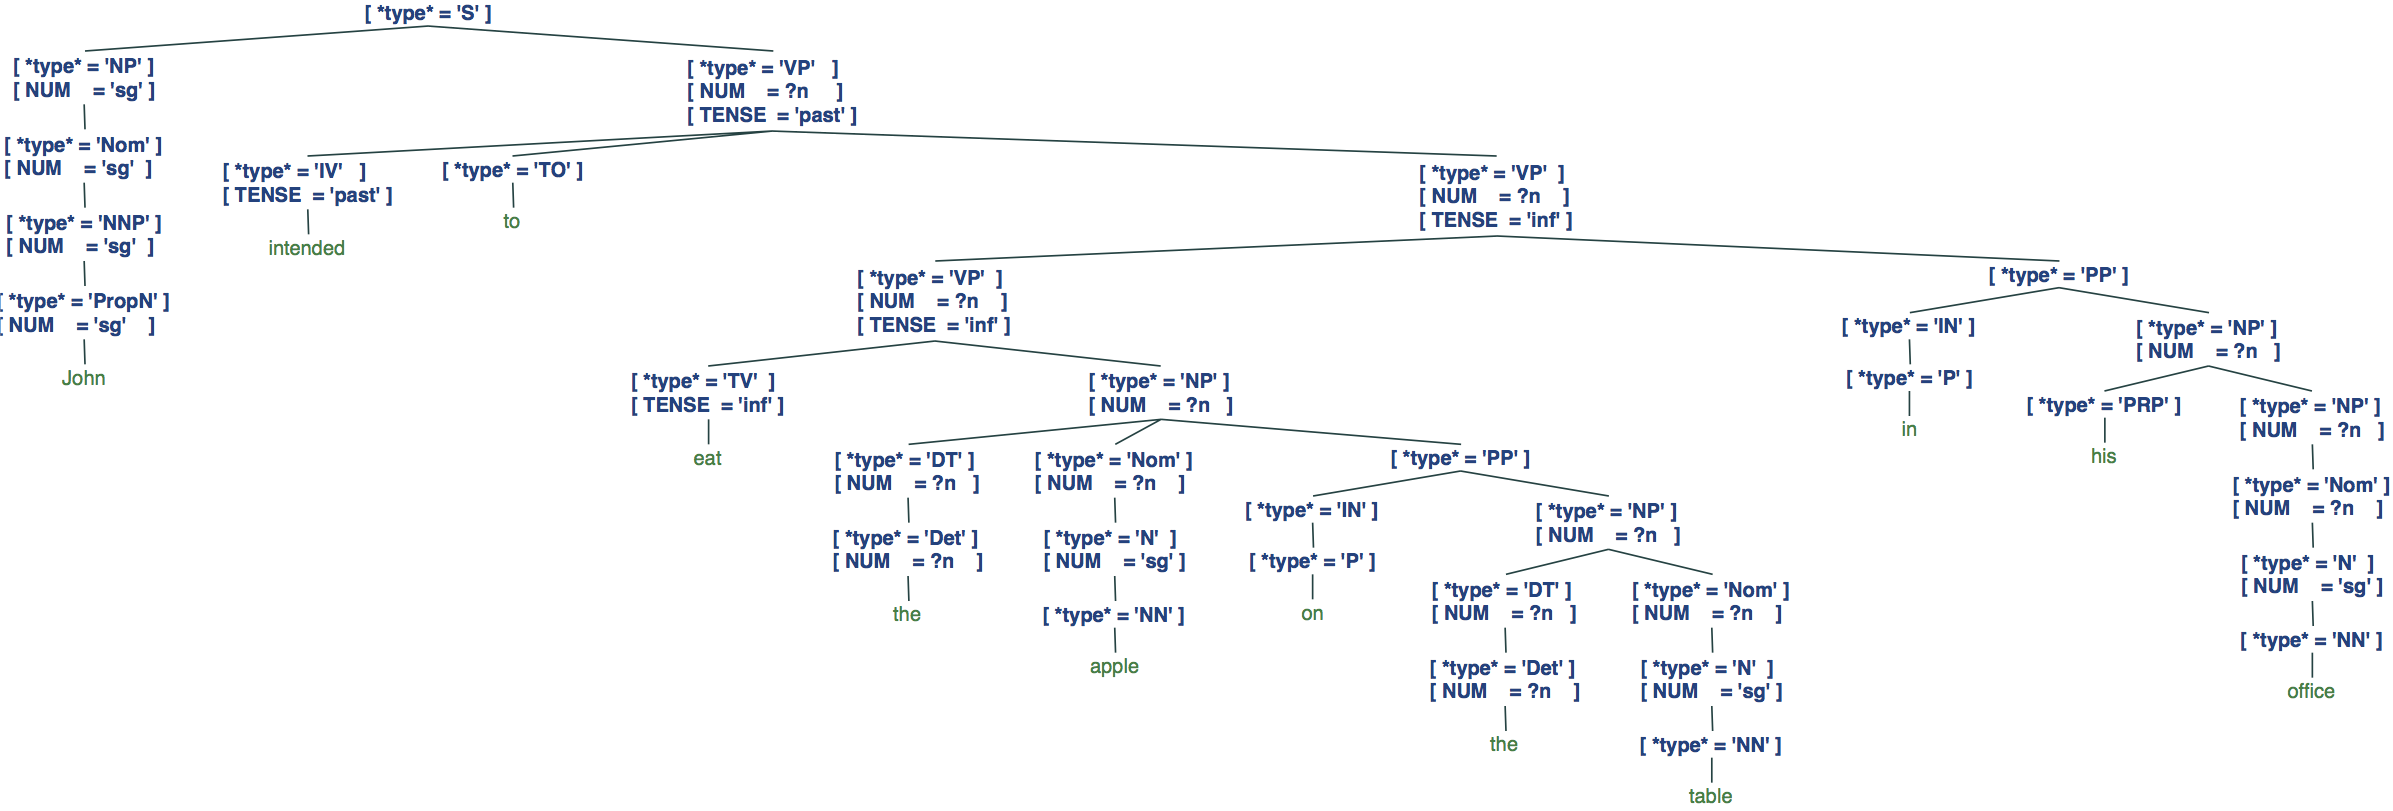 [ *type* = 'S' ]
[ *type* = 'NP' ]
[ NUM = 'sg' ]
[ *type* = 'VP' ]
[ NUM = ?n ]
[ TENSE = 'past' ]
[ *type* = 'Nom' ]
[ NUM = 'sg' ]
[ *type* = 'IV' ]
[ TENSE = 'past' ]
[ *type* = 'TO' ]
[ *type* = 'VP' ]
[ NUM = ?n ]
[ TENSE = 'inf' ]
[ *type* = 'NNP' ]
[ NUM = 'sg' ]
intended
to
[ *type* = 'VP' ]
[ NUM = ?n ]
[ TENSE = 'inf' ]
[ *type* = 'PP' ]
[ *type* = 'PropN' ]
[ NUM = 'sg' ]
[ *type* = 'IN' ]
[ *type* = 'NP' ]
[ NUM = ?n ]
John
[ *type* = 'TV' ]
[ TENSE = 'inf' ]
[ *type* = 'NP' ]
[ NUM = ?n ]
[ *type* = 'P' ]
[ *type* = 'PRP' ]
[ *type* = 'NP' ]
[ NUM = ?n ]
eat
[ *type* = 'DT' ]
[ NUM = ?n ]
[ *type* = 'Nom' ]
[ NUM = ?n ]
[ *type* = 'PP' ]
in
his
[ *type* = 'Nom' ]
[ NUM = ?n ]
[ *type* = 'Det' ]
[ NUM = ?n ]
[ *type* = 'N' ]
[ NUM = 'sg' ]
[ *type* = 'IN' ]
[ *type* = 'NP' ]
[ NUM = ?n ]
[ *type* = 'N' ]
[ NUM = 'sg' ]
the
[ *type* = 'NN' ]
[ *type* = 'P' ]
[ *type* = 'DT' ]
[ NUM = ?n ]
[ *type* = 'Nom' ]
[ NUM = ?n ]
[ *type* = 'NN' ]
apple
on
[ *type* = 'Det' ]
[ NUM = ?n ]
[ *type* = 'N' ]
[ NUM = 'sg' ]
office
the
[ *type* = 'NN' ]
table